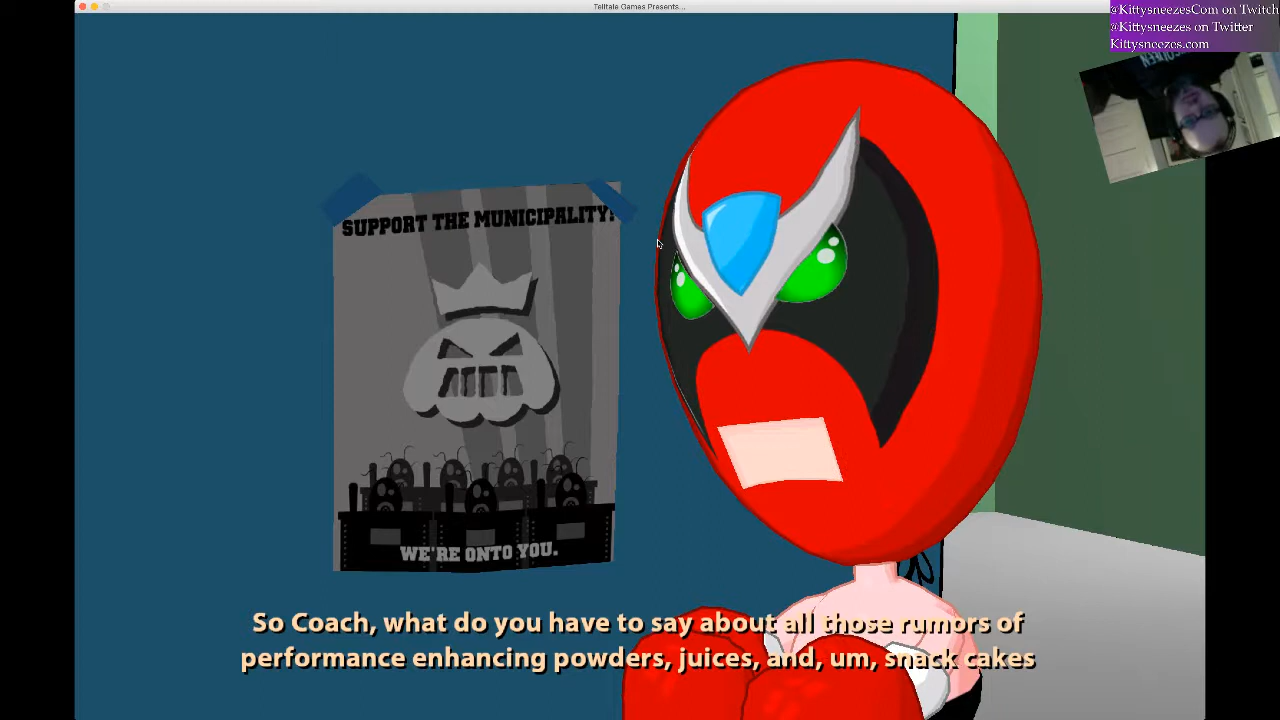 Telltale Games Presents...
@KittysneezesCom on Twitch
@Kittysneezes on Twitter
Kittysneezes.com
SUPPORT THE MUNICIPALITY!
WE'RE ONTO YOU.
So Coach, what do you have to say about all those rumors of
performance enhancing powders, juices, and, um, snack cakes